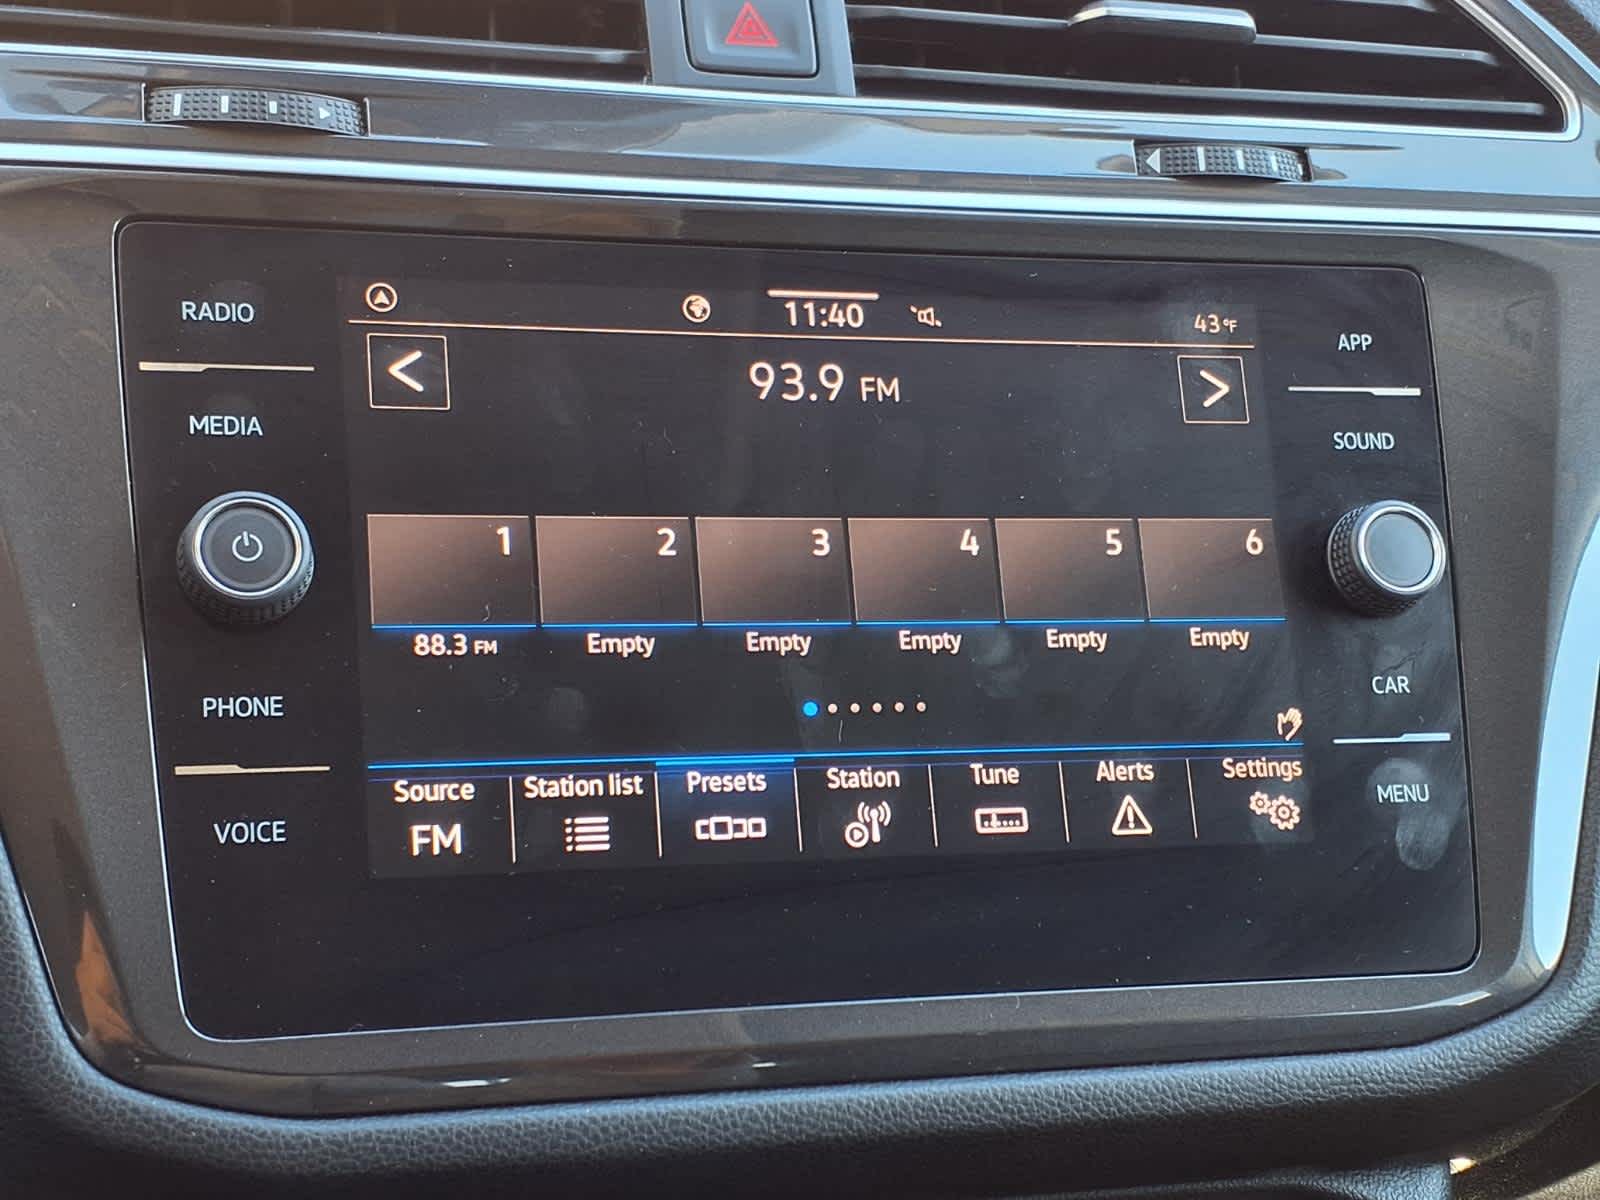 RADIO
MEDIA
PHONE
VOICE
11:40
43°F
93.9 FM
1
2
3
4
5
6
88.3 FM
Empty
Empty
Empty
Empty
Empty
Source
FM
Station list
Presets
Station
Tune
Alerts
Settings
APP
SOUND
CAR
MENU